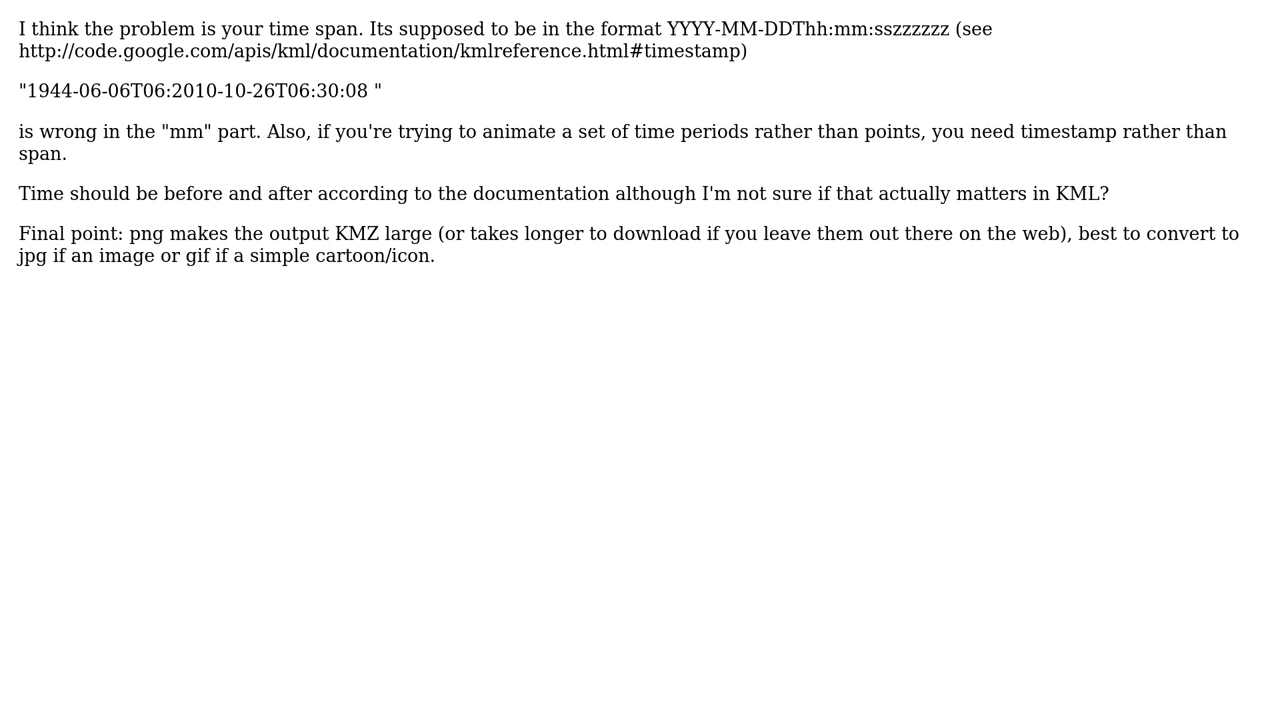 I think the problem is your time span. Its supposed to be in the format YYYY-MM-DDThh:mm:sszzzzzz (see
http://code.google.com/apis/kml/documentation/kmlreference.html#timestamp)
"1944-06-06T06:2010-10-26T06:30:08 "
is wrong in the "mm" part. Also, if you're trying to animate a set of time periods rather than points, you need timestamp rather than
span.
Time should be before and after according to the documentation although I'm not sure if that actually matters in KML?
Final point: png makes the output KMZ large (or takes longer to download if you leave them out there on the web), best to convert to
jpg if an image or gif if a simple cartoon/icon.